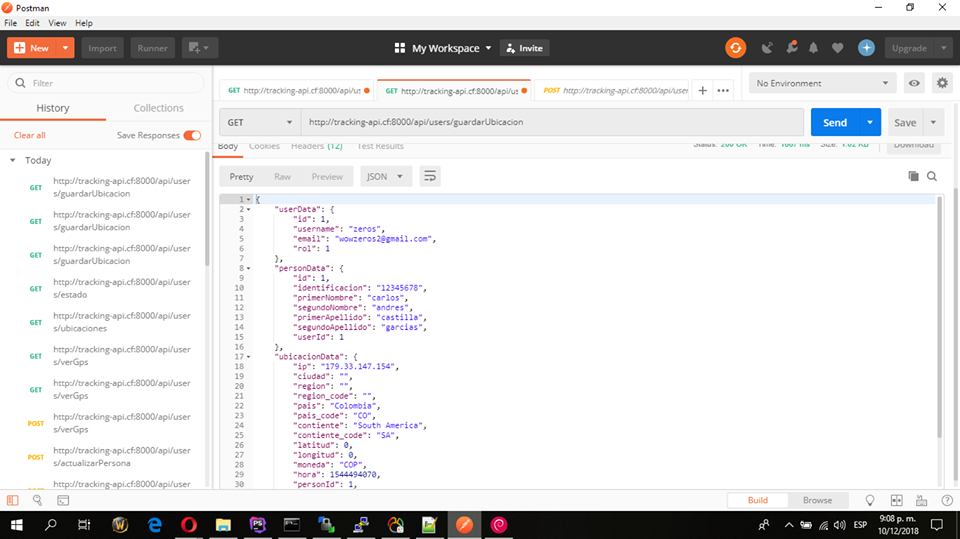 Postman
File Edit View Help
New Import Runner My Workspace Invite Upgrade
Filter
History Collections
Clear all Save Responses
Today
GET http://tracking-api.cf:8000/api/users/guardarUbicacion
GET http://tracking-api.cf:8000/api/users/guardarUbicacion
GET http://tracking-api.cf:8000/api/users/guardarUbicacion
GET http://tracking-api.cf:8000/api/users/estado
GET http://tracking-api.cf:8000/api/users/ubicaciones
GET http://tracking-api.cf:8000/api/users/verGps
GET http://tracking-api.cf:8000/api/users/verGps
POST http://tracking-api.cf:8000/api/users/verGps
POST http://tracking-api.cf:8000/api/users/actualizarPersona
http://tracking-api.cf:8000/api/user
GET http://tracking-api.cf:8000/api/us GET http://tracking-api.cf:8000/api/us POST http://tracking-api.cf:8000/api/user + ••• No Environment
GET http://tracking-api.cf:8000/api/users/guardarUbicacion Send Save
Body Cookies Headers (12) Test Results Status: 200 OK Time: 1667 ms Size: 1.02 KB Download
Pretty Raw Preview JSON
1 {
2 "userData": {
3 "id": 1,
4 "username": "zeros",
5 "email": "wowzeros2@gmail.com",
6 "rol": 1
7 },
8 "personData": {
9 "id": 1,
10 "identificacion": "12345678",
11 "primerNombre": "carlos",
12 "segundoNombre": "andres",
13 "primerApellido": "castilla",
14 "segundoApellido": "garcias",
15 "userId": 1
16 },
17 "ubicacionData": {
18 "ip": "179.33.147.154",
19 "ciudad": "",
20 "region": "",
21 "region_code": "",
22 "pais": "Colombia",
23 "pais_code": "CO",
24 "contiente": "South America",
25 "contiente_code": "SA",
26 "latitud": 0,
27 "longitud": 0,
28 "moneda": "COP",
29 "hora": 1544494070,
30 "personId": 1,
Build Browse
ESP 9:08 p. m.
10/12/2018